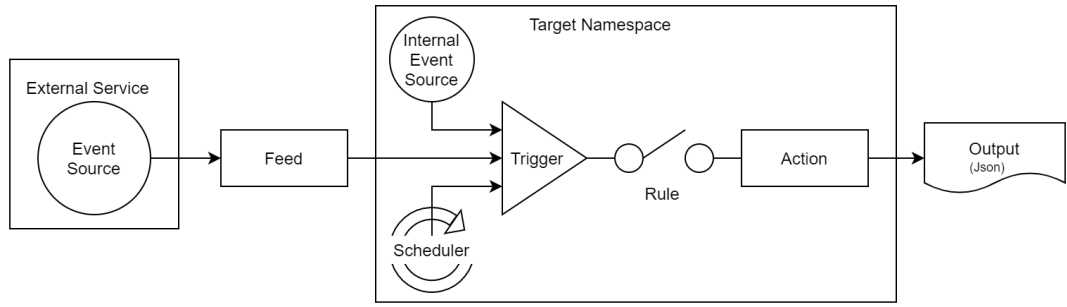 Target Namespace
External Service
Event
Source
Feed
Internal
Event
Source
Trigger
Scheduler
Rule
Action
Output
(Json)